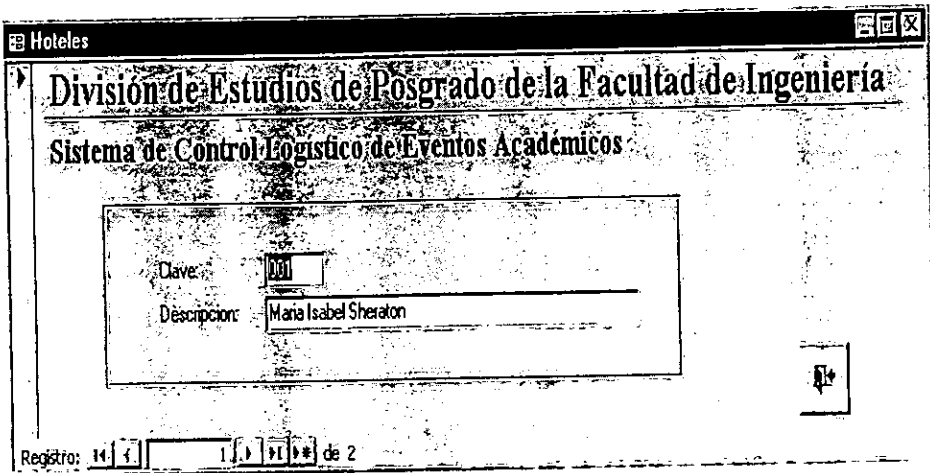 Hoteles
División de Estudios de Posgrado de la Facultad de Ingeniería
Sistema de Control Logístico de Eventos Académicos
Clave: 001
Descripcion: Maria Isabel Sheraton
Registro: 1 de 2